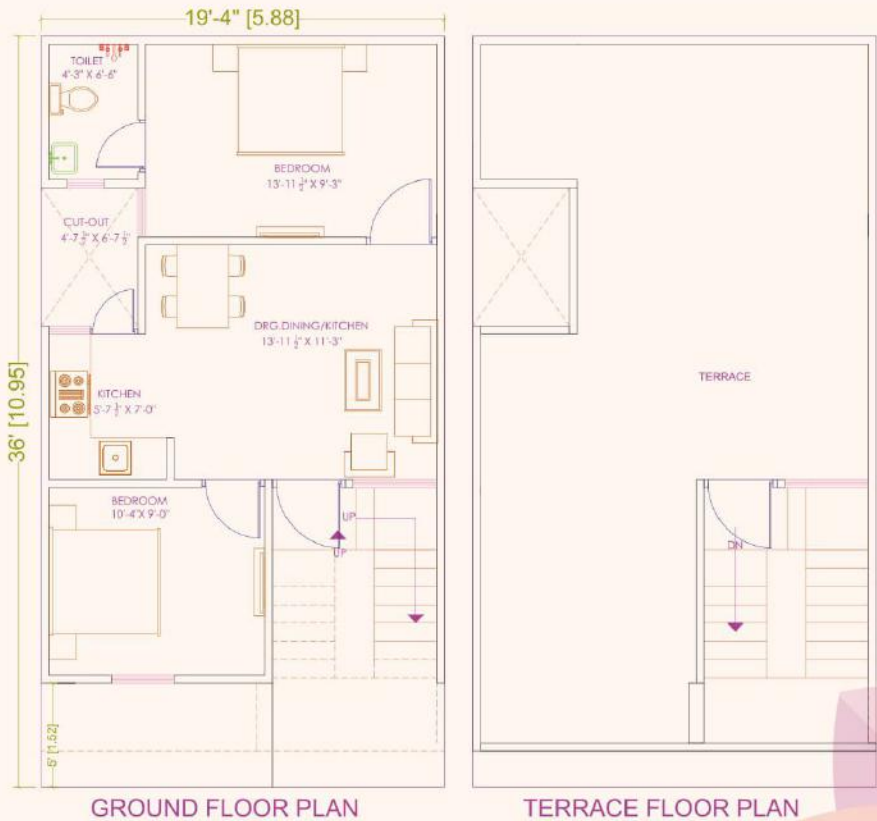 19'-4" [5.88]
TOILET
4'-3" X 6'-6"
BEDROOM
13'-11 ½" X 9'-3"
CUT-OUT
4'-7 ½" X 6'-7 ½"
DRG.DINING/KITCHEN
13'-11 ½" X 11'-3"
36' [10.95]
KITCHEN
5'-7 ½" X 7'-0"
BEDROOM
10'-4"X 9'-0"
UP
UP
5' [1.52]
TERRACE
DN
GROUND FLOOR PLAN
TERRACE FLOOR PLAN